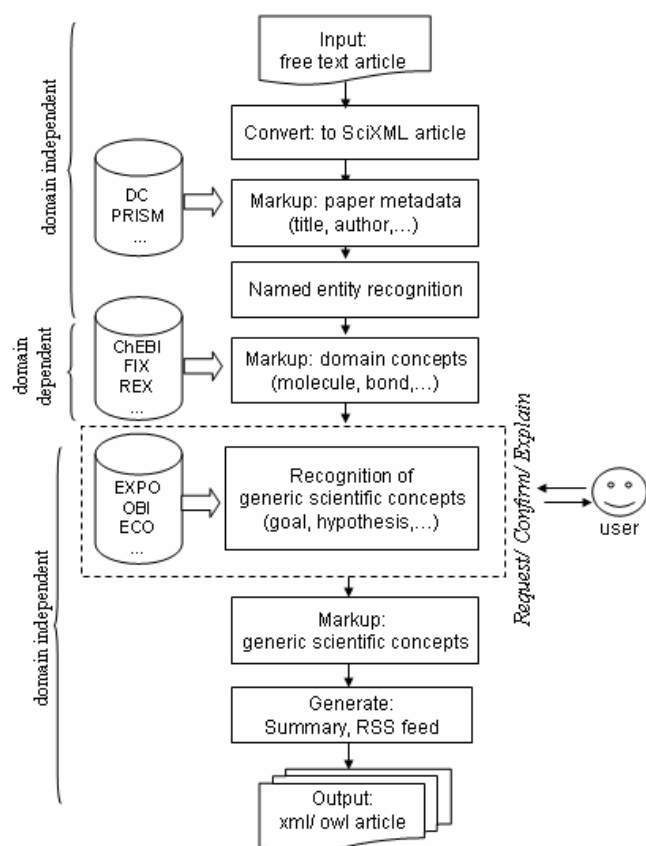 Input:
free text article
Convert: to SciXML article
domain independent
DC
PRISM
...
Markup: paper metadata
(title, author,...)
Named entity recognition
domain
dependent
ChEBI
FIX
REX
...
Markup: domain concepts
(molecule, bond,...)
domain independent
EXPO
OBI
ECO
...
Recognition of
generic scientific concepts
(goal, hypothesis,...)
Request/ Confirm/ Explain
user
Markup:
generic scientific concepts
Generate:
Summary, RSS feed
Output:
xml/ owl article